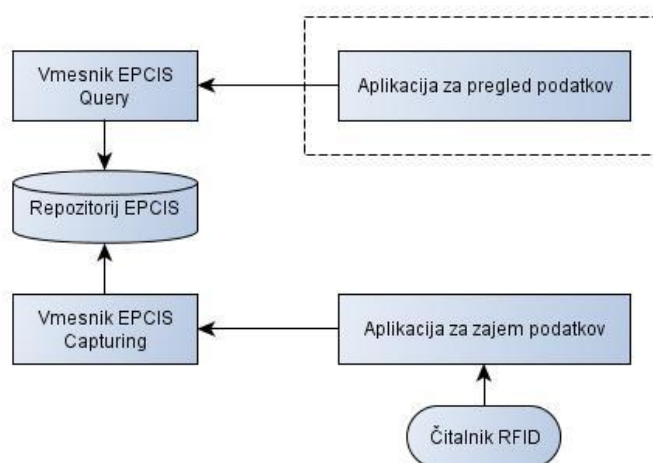 Vmesnik EPCIS
Query
Aplikacija za pregled podatkov
Repozitorij EPCIS
Vmesnik EPCIS
Capturing
Aplikacija za zajem podatkov
Čitalnik RFID